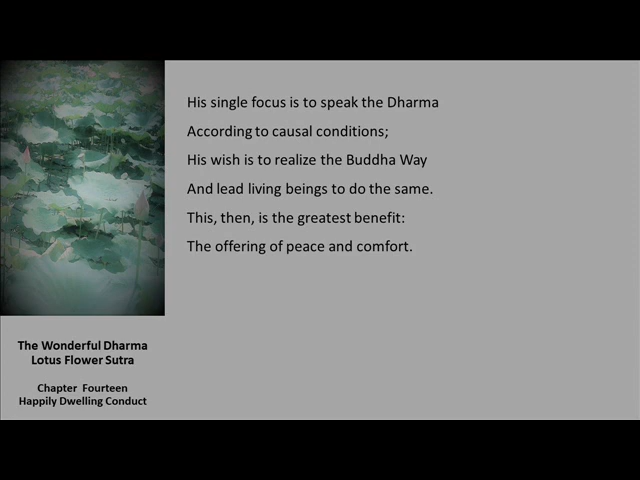 His single focus is to speak the Dharma
According to causal conditions;
His wish is to realize the Buddha Way
And lead living beings to do the same.
This, then, is the greatest benefit:
The offering of peace and comfort.
The Wonderful Dharma
Lotus Flower Sutra
Chapter Fourteen
Happily Dwelling Conduct